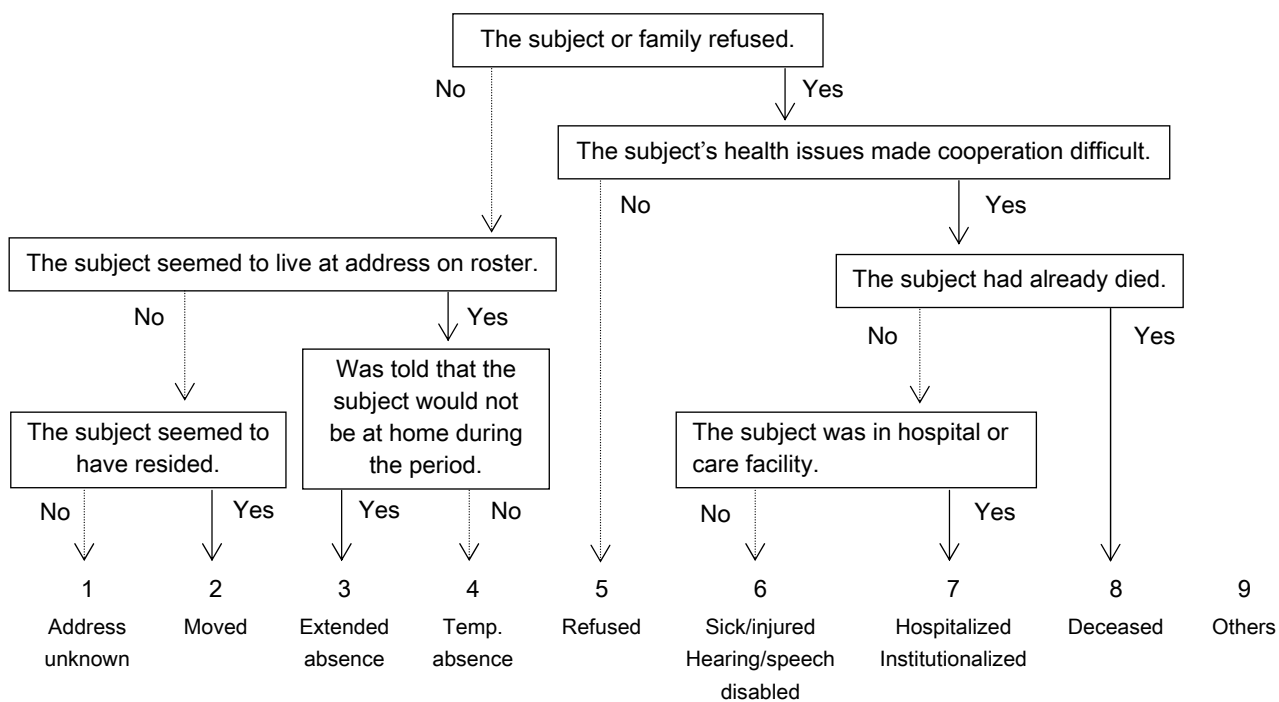 The subject or family refused.
No
Yes
The subject's health issues made cooperation difficult.
No
Yes
The subject seemed to live at address on roster.
The subject had already died.
No
Yes
No
Yes
Was told that the
subject would not
be at home during
the period.
The subject seemed to
have resided.
The subject was in hospital or
care facility.
No
Yes
Yes
No
No
Yes
1
2
3
4
5
6
7
8
9
Address
unknown
Moved
Extended
absence
Temp.
absence
Refused
Sick/injured
Hearing/speech
disabled
Hospitalized
Institutionalized
Deceased
Others